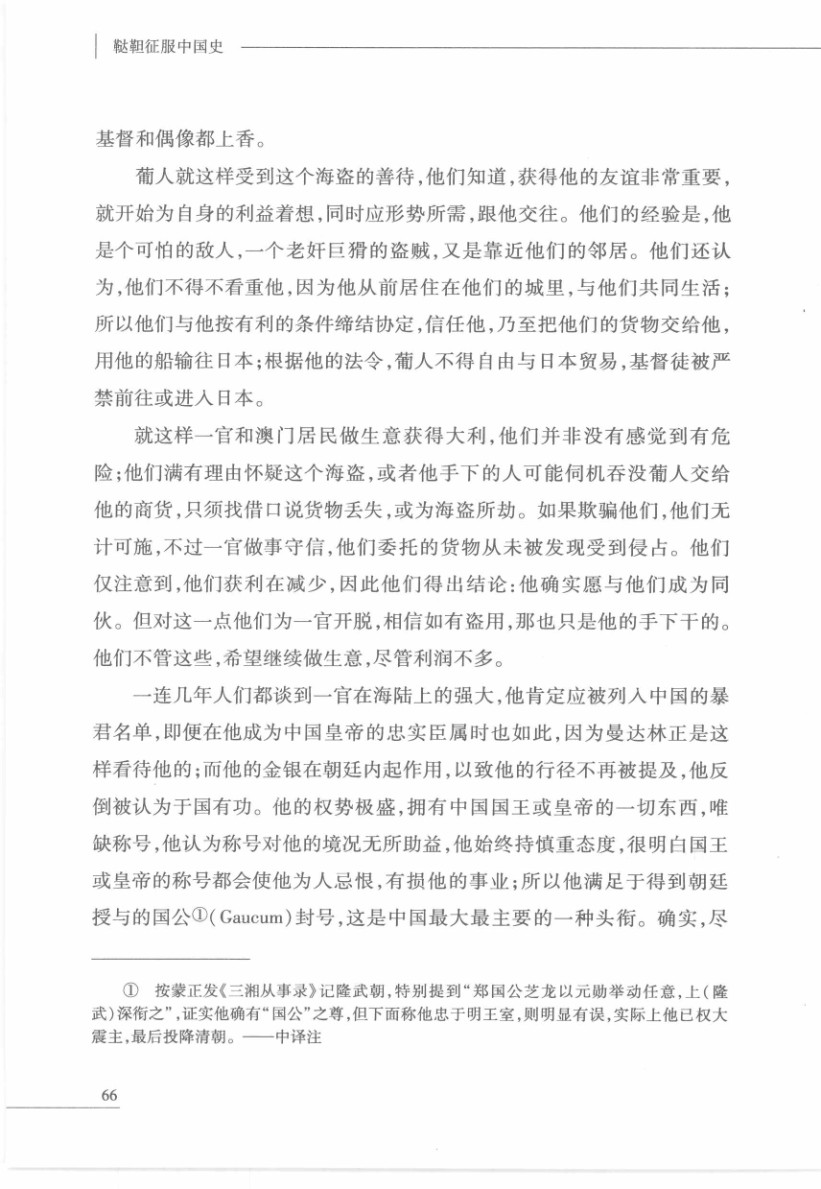 鞑靼征服中国史
基督和偶像都上香。
葡人就这样受到这个海盗的善待,他们知道,获得他的友谊非常重要,
就开始为自身的利益着想,同时应形势所需,跟他交往。他们的经验是,他
是个可怕的敌人,一个老奸巨猾的盗贼,又是靠近他们的邻居。他们还认
为,他们不得不看重他,因为他从前居住在他们的城里,与他们共同生活;
所以他们与他按有利的条件缔结协定,信任他,乃至把他们的货物交给他,
用他的船输往日本;根据他的法令,葡人不得自由与日本贸易,基督徒被严
禁前往或进入日本。
就这样一官和澳门居民做生意获得大利,他们并非没有感觉到有危
险;他们满有理由怀疑这个海盗,或者他手下的人可能伺机吞没葡人交给
他的商货,只须找借口说货物丢失,或为海盗所劫。如果欺骗他们,他们无
计可施,不过一官做事守信,他们委托的货物从未被发现受到侵占。他们
仅注意到,他们获利在减少,因此他们得出结论:他确实愿与他们成为同
伙。但对这一点他们为一官开脱,相信如有盗用,那也只是他的手下干的。
他们不管这些,希望继续做生意,尽管利润不多。
一连几年人们都谈到一官在海陆上的强大,他肯定应被列入中国的暴
君名单,即便在他成为中国皇帝的忠实臣属时也如此,因为曼达林正是这
样看待他的;而他的金银在朝廷内起作用,以致他的行径不再被提及,他反
倒被认为于国有功。他的权势极盛,拥有中国国王或皇帝的一切东西,唯
缺称号,他认为称号对他的境况无所助益,他始终持慎重态度,很明白国王
或皇帝的称号都会使他为人忌恨,有损他的事业;所以他满足于得到朝廷
授与的国公①(Gaucum)封号,这是中国最大最主要的一种头衔。确实,尽
① 按蒙正发《三湘从事录》记隆武朝,特别提到“郑国公芝龙以元勋举动任意,上(隆
武)深衔之”,证实他确有“国公”之尊,但下面称他忠于明王室,则明显有误,实际上他已权大
震主,最后投降清朝。——中译注
66